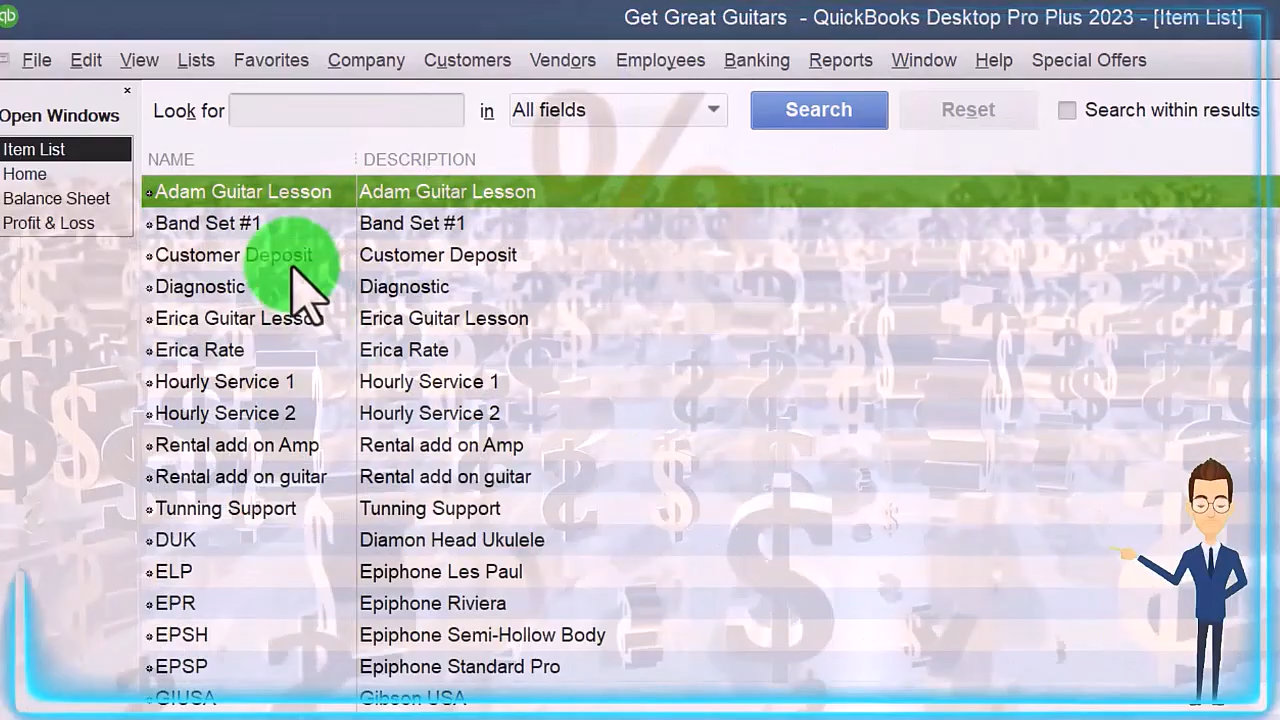 qb
Get Great Guitars - QuickBooks Desktop Pro Plus 2023 - [Item List]
File Edit View Lists Favorites Company Customers Vendors Employees Banking Reports Window Help Special Offers
Open Windows
Item List
Home
Balance Sheet
Profit & Loss
Look for in All fields Search Reset Search within results
NAME DESCRIPTION
Adam Guitar Lesson Adam Guitar Lesson
Band Set #1 Band Set #1
Customer Deposit Customer Deposit
Diagnostic Diagnostic
Erica Guitar Lesson Erica Guitar Lesson
Erica Rate Erica Rate
Hourly Service 1 Hourly Service 1
Hourly Service 2 Hourly Service 2
Rental add on Amp Rental add on Amp
Rental add on guitar Rental add on guitar
Tunning Support Tunning Support
DUK Diamon Head Ukulele
ELP Epiphone Les Paul
EPR Epiphone Riviera
EPSH Epiphone Semi-Hollow Body
EPSP Epiphone Standard Pro
GIUSA Gibson USA